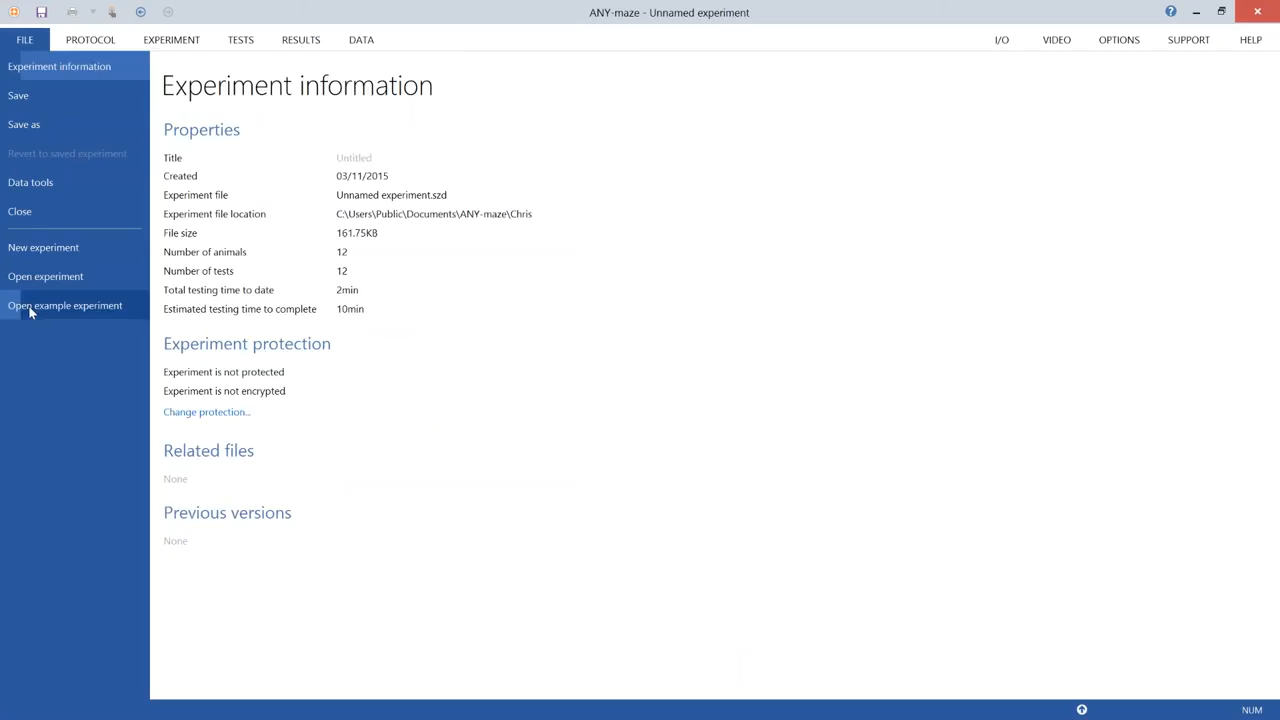 ANY-maze - Unnamed experiment
FILE PROTOCOL EXPERIMENT TESTS RESULTS DATA I/O VIDEO OPTIONS SUPPORT HELP
Experiment information
Save
Save as
Revert to saved experiment
Data tools
Close
New experiment
Open experiment
Open example experiment
Experiment information
Properties
Title Untitled
Created 03/11/2015
Experiment file Unnamed experiment.szd
Experiment file location C:\Users\Public\Documents\ANY-maze\Chris
File size 161.75KB
Number of animals 12
Number of tests 12
Total testing time to date 2min
Estimated testing time to complete 10min
Experiment protection
Experiment is not protected
Experiment is not encrypted
Change protection...
Related files
None
Previous versions
None
NUM